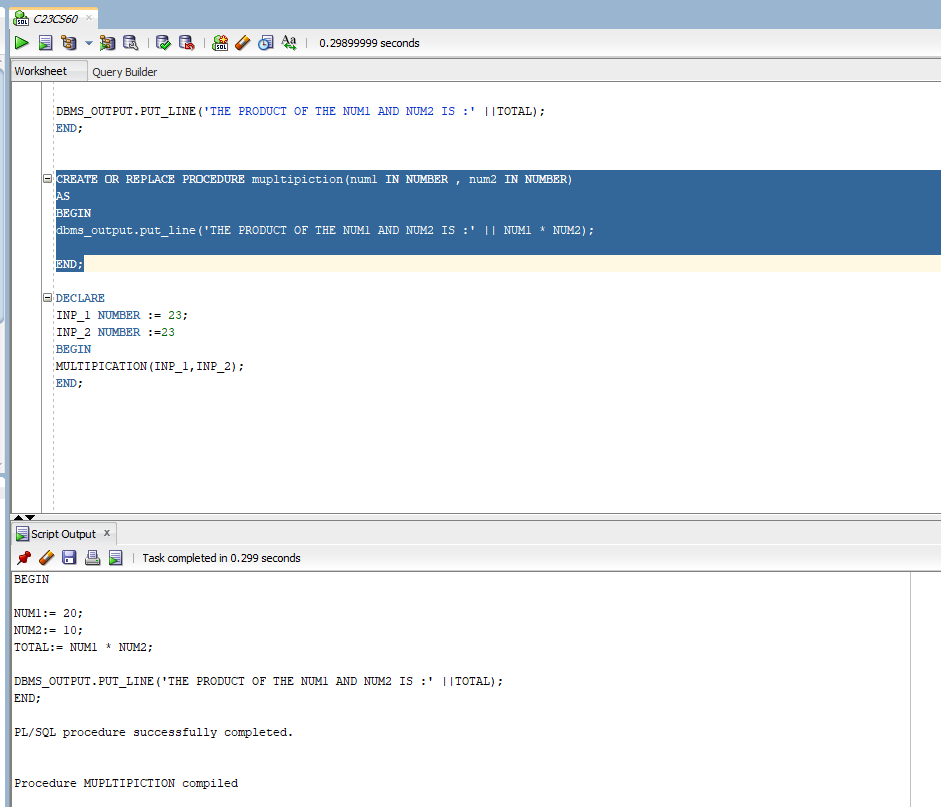 C23CS60
0.29899999 seconds
Worksheet Query Builder
DBMS_OUTPUT.PUT_LINE('THE PRODUCT OF THE NUM1 AND NUM2 IS :' ||TOTAL);
END;
CREATE OR REPLACE PROCEDURE mupltipiction(num1 IN NUMBER , num2 IN NUMBER)
AS
BEGIN
dbms_output.put_line('THE PRODUCT OF THE NUM1 AND NUM2 IS :' || NUM1 * NUM2);
END;
DECLARE
INP_1 NUMBER := 23;
INP_2 NUMBER :=23
BEGIN
MULTIPICATION(INP_1,INP_2);
END;
Script Output
Task completed in 0.299 seconds
BEGIN
NUM1:= 20;
NUM2:= 10;
TOTAL:= NUM1 * NUM2;
DBMS_OUTPUT.PUT_LINE('THE PRODUCT OF THE NUM1 AND NUM2 IS :' ||TOTAL);
END;
PL/SQL procedure successfully completed.
Procedure MUPLTIPICTION compiled